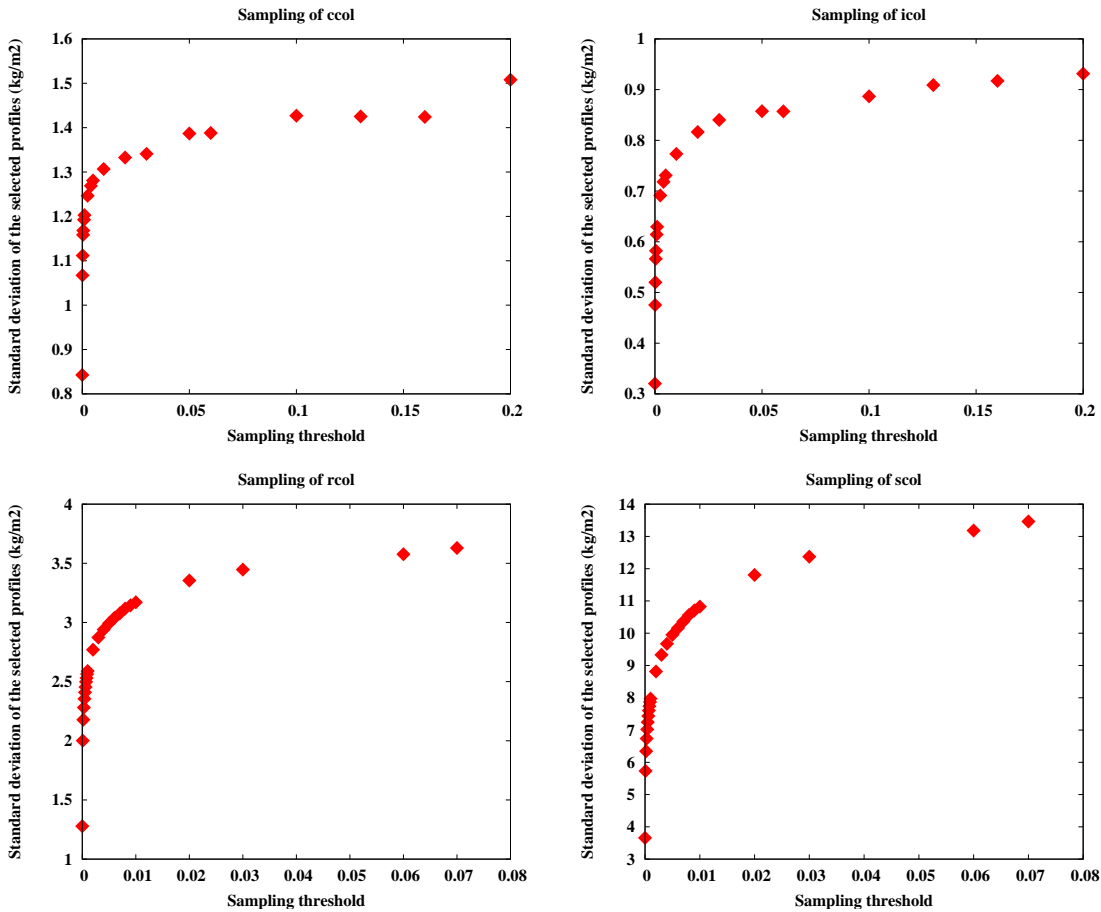 Sampling of ccol
Standard deviation of the selected profiles (kg/m2)
1.6
1.5
1.4
1.3
1.2
1.1
1
0.9
0.8
0 0.05 0.1 0.15 0.2
Sampling threshold
Sampling of icol
Standard deviation of the selected profiles (kg/m2)
1
0.9
0.8
0.7
0.6
0.5
0.4
0.3
0 0.05 0.1 0.15 0.2
Sampling threshold
Sampling of rcol
Standard deviation of the selected profiles (kg/m2)
4
3.5
3
2.5
2
1.5
1
0 0.01 0.02 0.03 0.04 0.05 0.06 0.07 0.08
Sampling threshold
Sampling of scol
Standard deviation of the selected profiles (kg/m2)
14
13
12
11
10
9
8
7
6
5
4
3
0 0.01 0.02 0.03 0.04 0.05 0.06 0.07 0.08
Sampling threshold